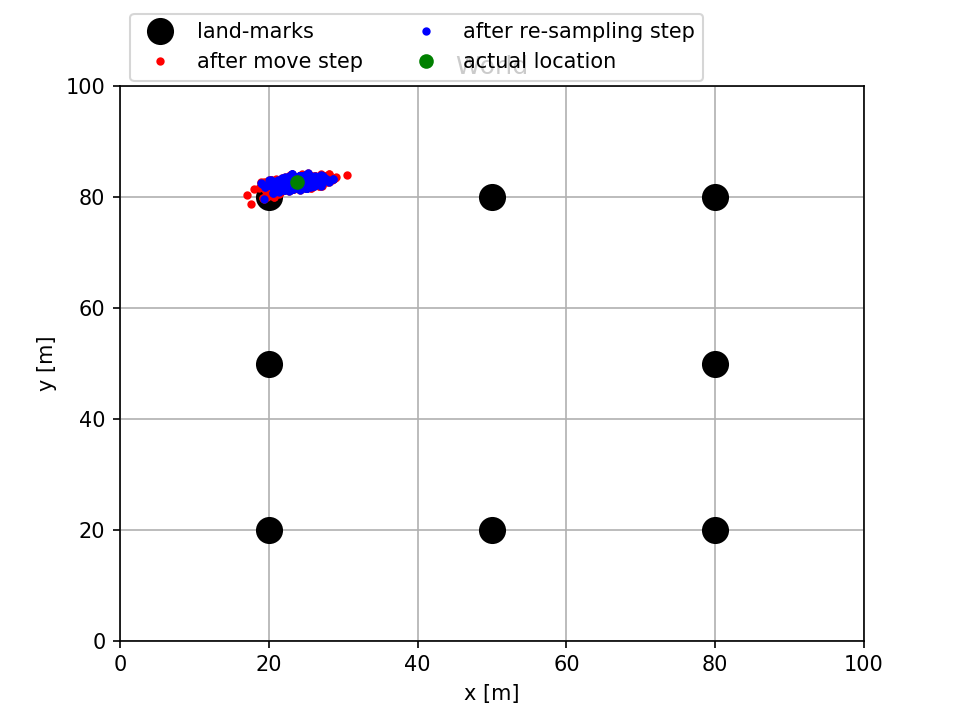 land-marks
after move step
after re-sampling step
actual location
World
100
80
60
40
20
0
y [m]
0 20 40 60 80 100
x [m]